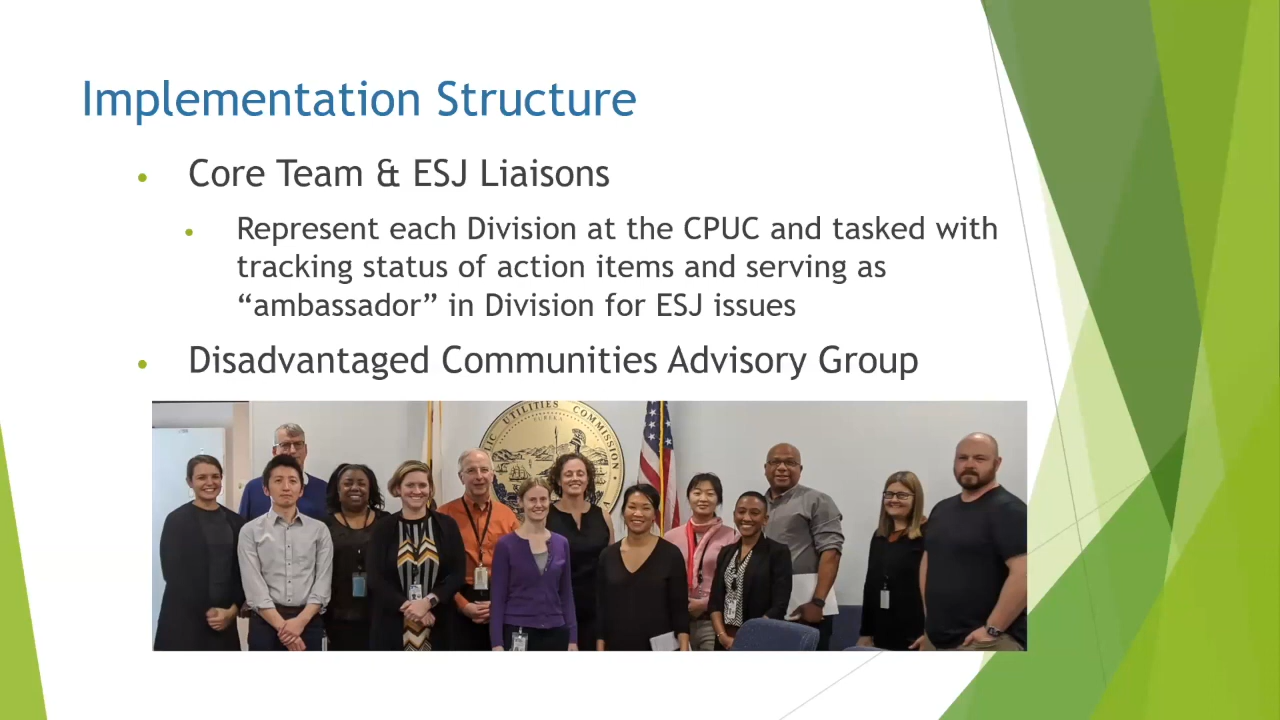 Implementation Structure
• Core Team & ESJ Liaisons
• Represent each Division at the CPUC and tasked with
tracking status of action items and serving as
“ambassador” in Division for ESJ issues
• Disadvantaged Communities Advisory Group
UTILITIES COMMISSION
EUREKA